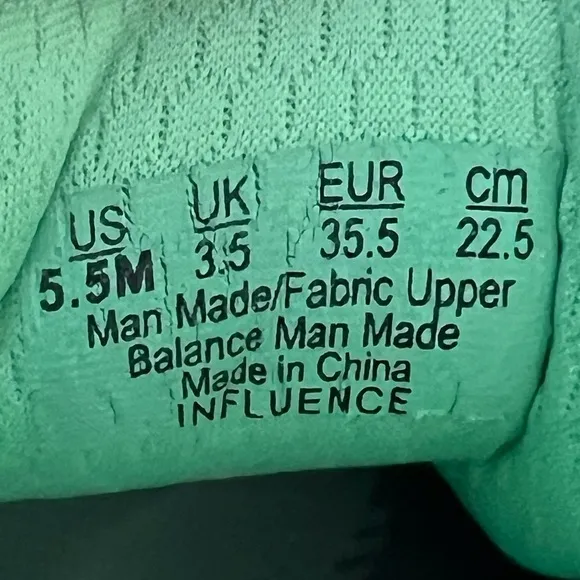 US UK EUR cm
5.5M 3.5 35.5 22.5
Man Made/Fabric Upper
Balance Man Made
Made in China
INFLUENCE